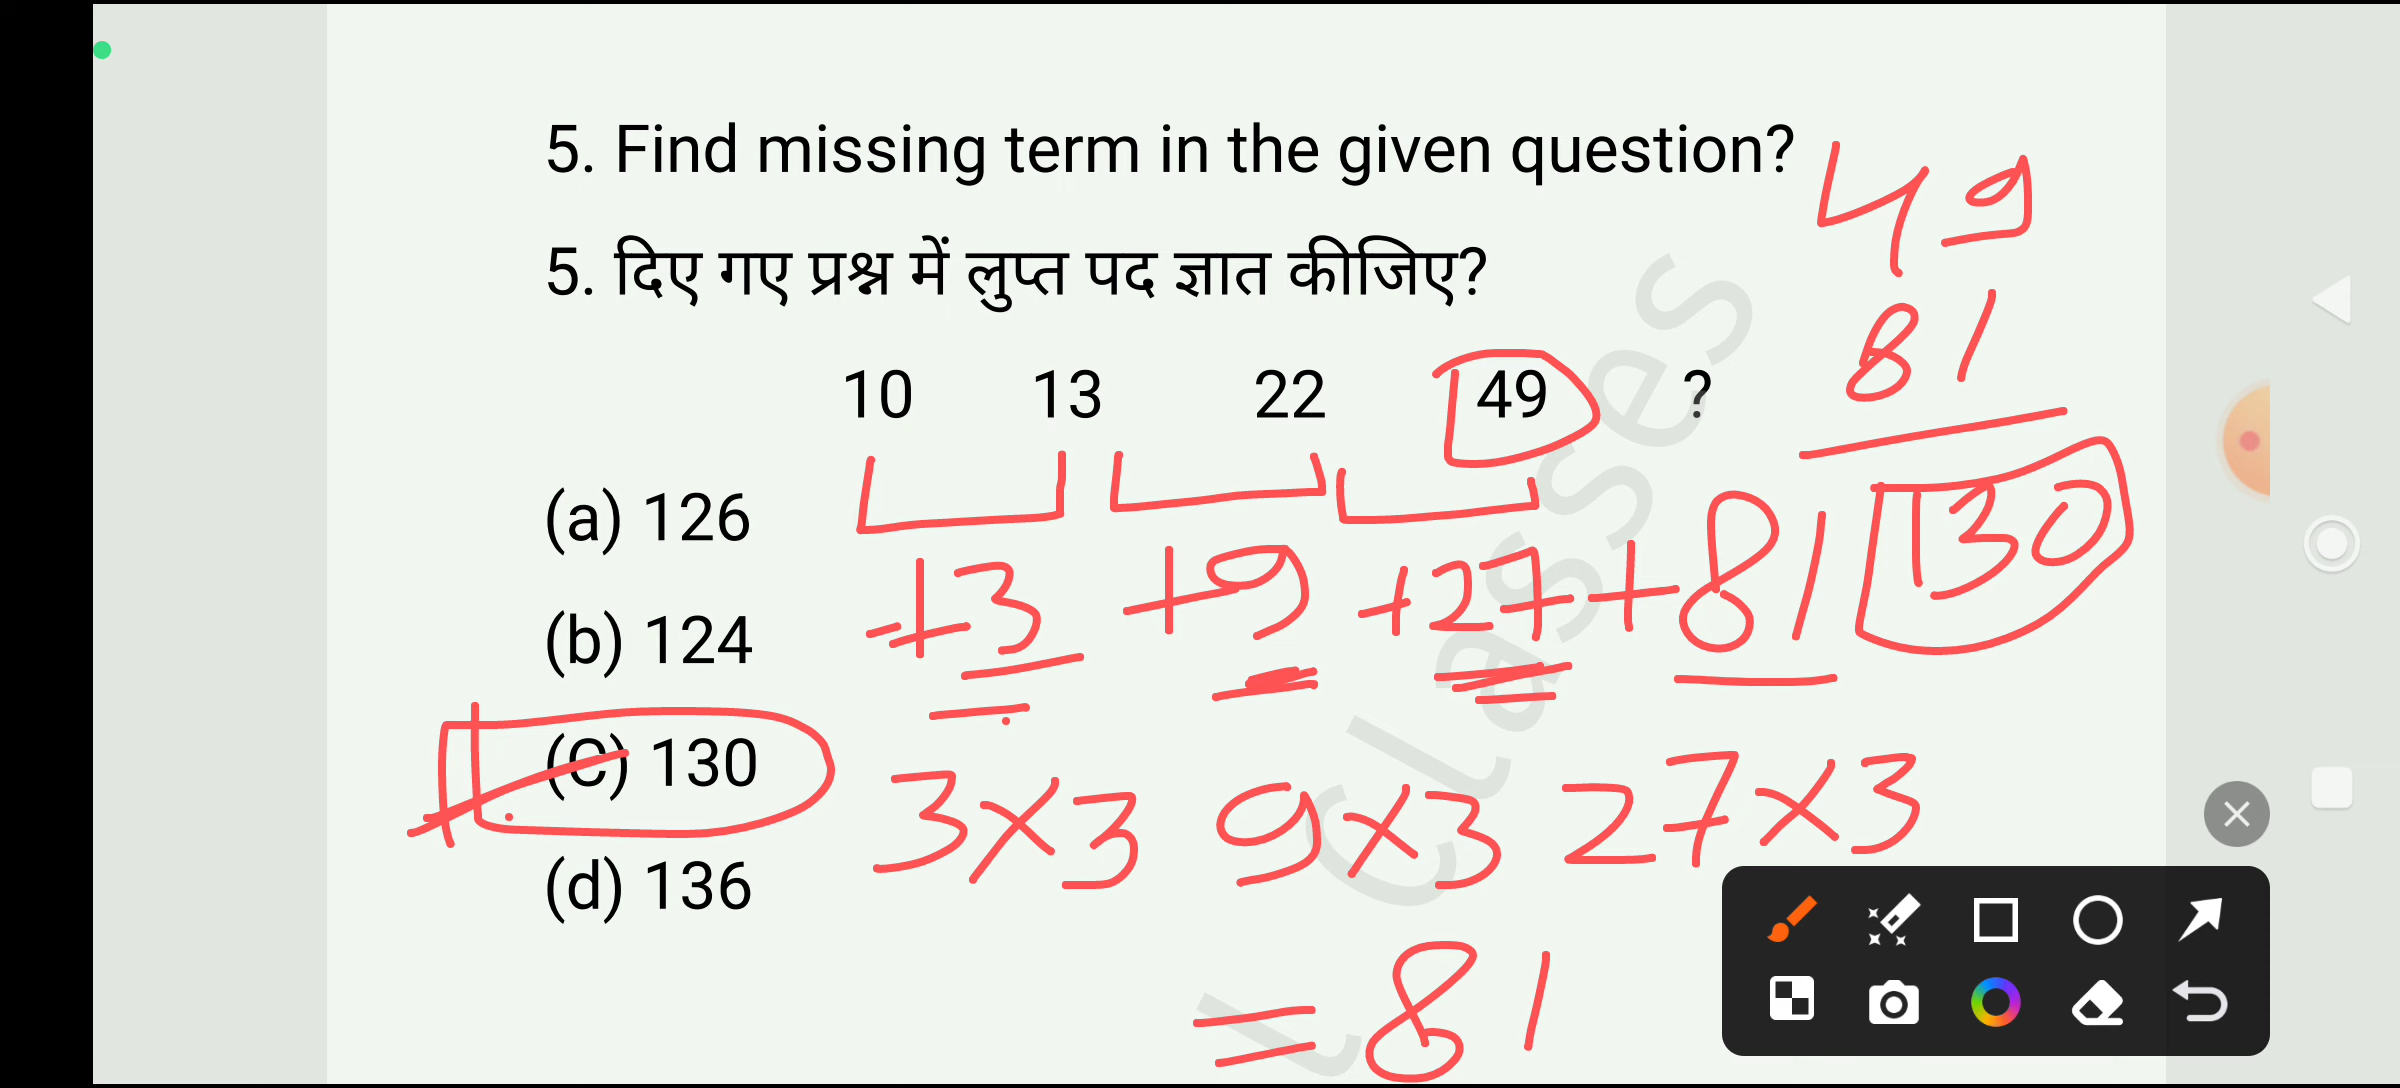 5. Find missing term in the given question?
49
5. दिए गए प्रश्न में लुप्त पद ज्ञात कीजिए?
81
10 13 22 49 ?
130
(a) 126
+3 +9 +27 +81
(b) 124
(C) 130
3×3 9×3 27×3
(d) 136
= 81
Classes